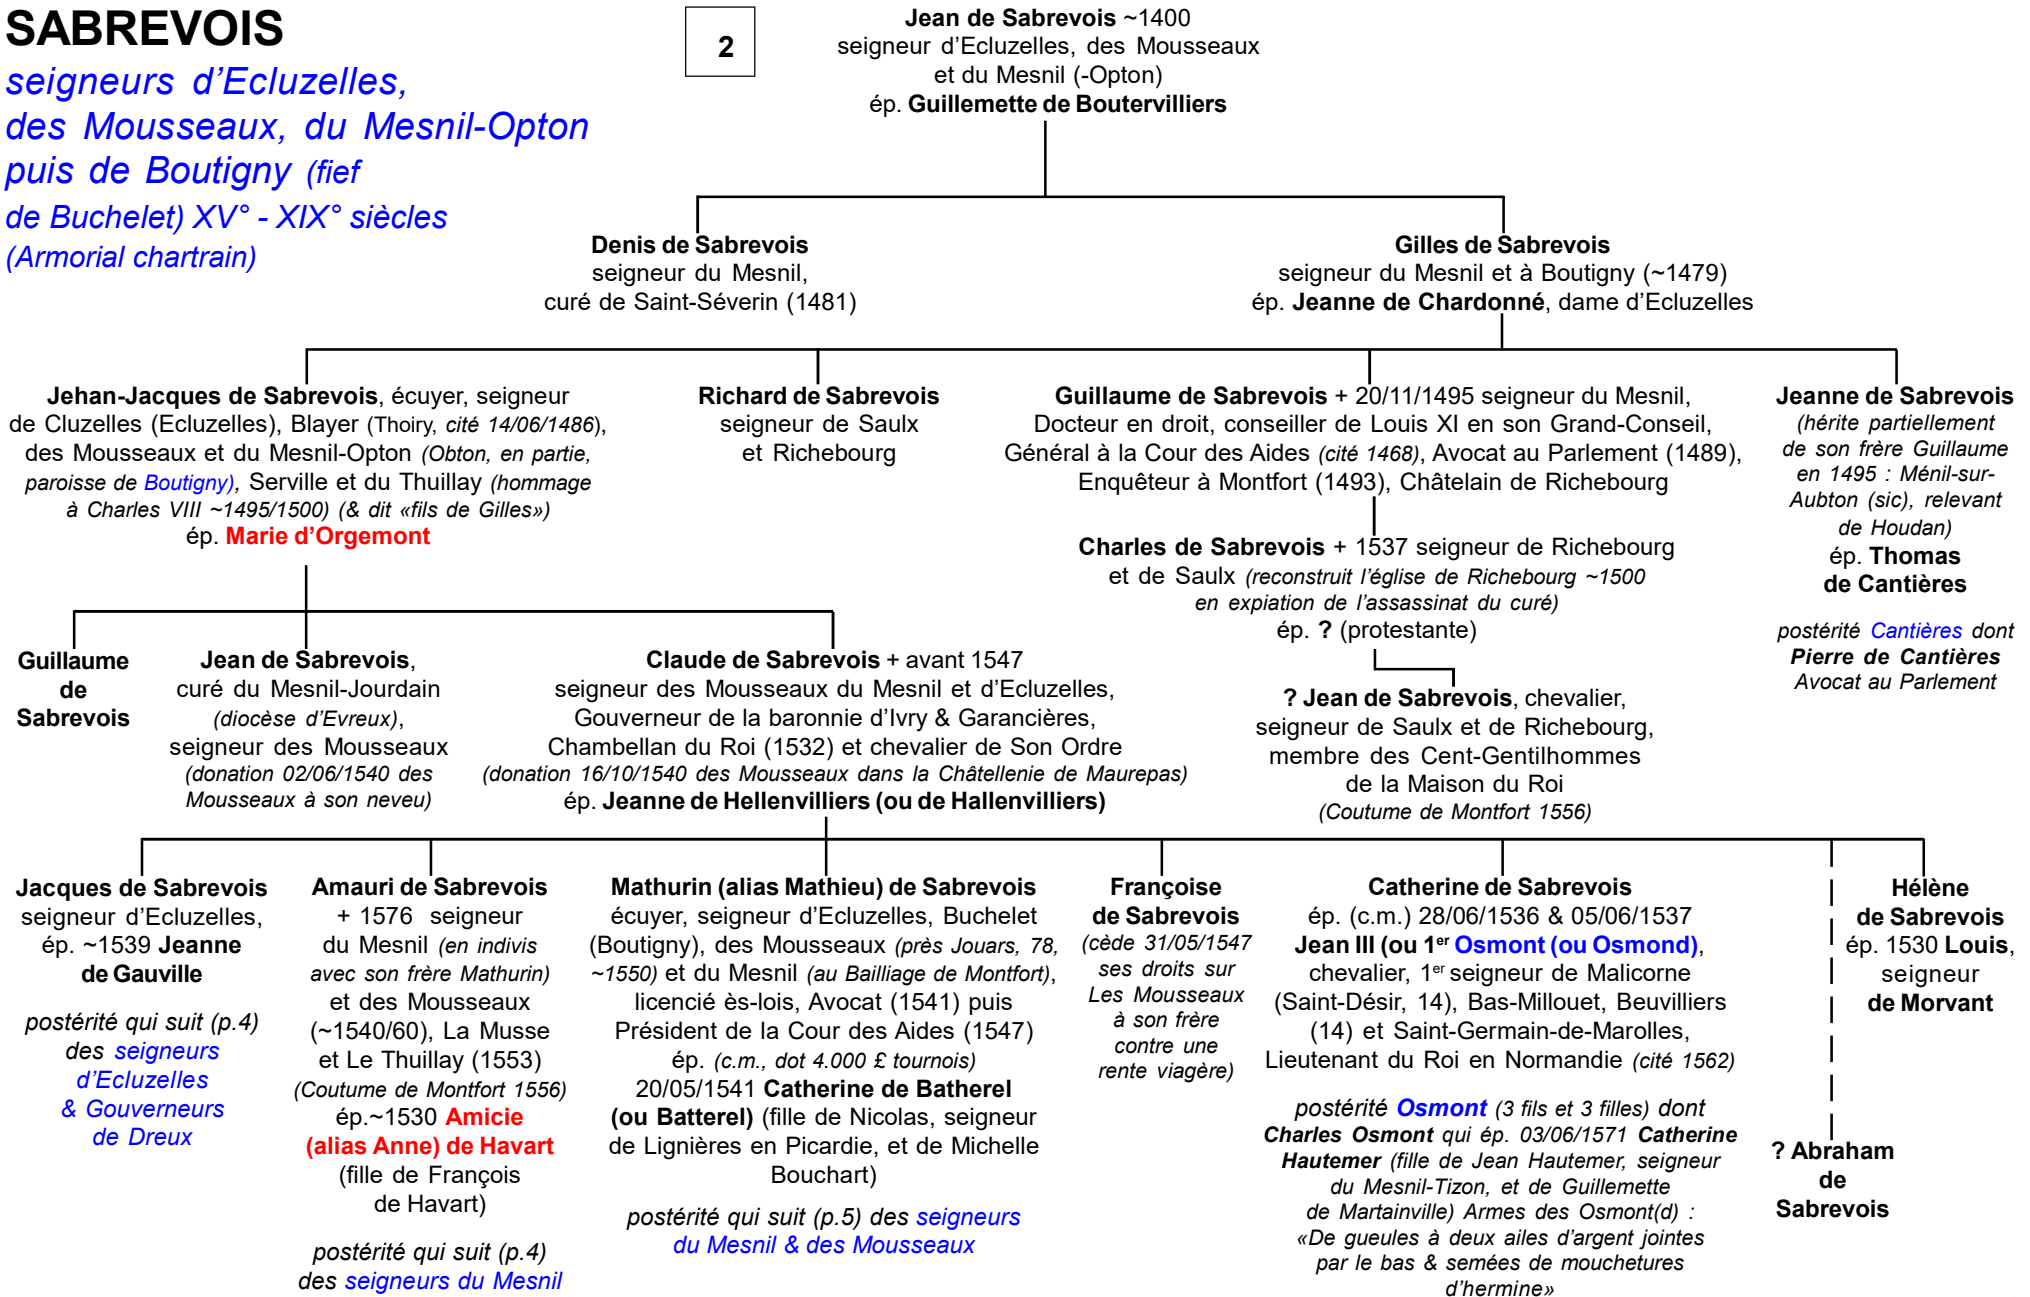 SABREVOIS
seigneurs d'Ecluzelles,
des Mousseaux, du Mesnil-Opton
puis de Boutigny (fief
de Buchelet) XV° - XIX° siècles
(Armorial chartrain)
2
Jean de Sabrevois ~1400
seigneur d'Ecluzelles, des Mousseaux
et du Mesnil (-Opton)
ép. Guillemette de Boutervilliers
Denis de Sabrevois
seigneur du Mesnil,
curé de Saint-Séverin (1481)
Gilles de Sabrevois
seigneur du Mesnil et à Boutigny (~1479)
ép. Jeanne de Chardonné, dame d'Ecluzelles
Jehan-Jacques de Sabrevois, écuyer, seigneur
de Cluzelles (Ecluzelles), Blayer (Thoiry, cité 14/06/1486),
des Mousseaux et du Mesnil-Opton (Obton, en partie,
paroisse de Boutigny), Serville et du Thuillay (hommage
à Charles VIII ~1495/1500) (& dit «fils de Gilles»)
ép. Marie d'Orgemont
Richard de Sabrevois
seigneur de Saulx
et Richebourg
Guillaume de Sabrevois + 20/11/1495 seigneur du Mesnil,
Docteur en droit, conseiller de Louis XI en son Grand-Conseil,
Général à la Cour des Aides (cité 1468), Avocat au Parlement (1489),
Enquêteur à Montfort (1493), Châtelain de Richebourg
Jeanne de Sabrevois
(hérite partiellement
de son frère Guillaume
en 1495 : Ménil-sur-
Aubton (sic), relevant
de Houdan)
ép. Thomas
de Cantières
postérité Cantières dont
Pierre de Cantières
Avocat au Parlement
Charles de Sabrevois + 1537 seigneur de Richebourg
et de Saulx (reconstruit l'église de Richebourg ~1500
en expiation de l'assassinat du curé)
ép. ? (protestante)
Guillaume
de
Sabrevois
Jean de Sabrevois,
curé du Mesnil-Jourdain
(diocèse d'Evreux),
seigneur des Mousseaux
(donation 02/06/1540 des
Mousseaux à son neveu)
Claude de Sabrevois + avant 1547
seigneur des Mousseaux du Mesnil et d'Ecluzelles,
Gouverneur de la baronnie d'Ivry & Garancières,
Chambellan du Roi (1532) et chevalier de Son Ordre
(donation 16/10/1540 des Mousseaux dans la Châtellenie de Maurepas)
ép. Jeanne de Hellenvilliers (ou de Hallenvilliers)
? Jean de Sabrevois, chevalier,
seigneur de Saulx et de Richebourg,
membre des Cent-Gentilhommes
de la Maison du Roi
(Coutume de Montfort 1556)
Jacques de Sabrevois
seigneur d'Ecluzelles,
ép. ~1539 Jeanne
de Gauville
postérité qui suit (p.4)
des seigneurs
d'Ecluzelles
& Gouverneurs
de Dreux
Amauri de Sabrevois
+ 1576 seigneur
du Mesnil (en indivis
avec son frère Mathurin)
et des Mousseaux
(~1540/60), La Musse
et Le Thuillay (1553)
(Coutume de Montfort 1556)
ép.~1530 Amicie
(alias Anne) de Havart
(fille de François
de Havart)
postérité qui suit (p.4)
des seigneurs du Mesnil
Mathurin (alias Mathieu) de Sabrevois
écuyer, seigneur d'Ecluzelles, Buchelet
(Boutigny), des Mousseaux (près Jouars, 78,
~1550) et du Mesnil (au Bailliage de Montfort),
licencié ès-lois, Avocat (1541) puis
Président de la Cour des Aides (1547)
ép. (c.m., dot 4.000 £ tournois)
20/05/1541 Catherine de Batherel
(ou Batterel) (fille de Nicolas, seigneur
de Lignières en Picardie, et de Michelle
Bouchart)
postérité qui suit (p.5) des seigneurs
du Mesnil & des Mousseaux
Françoise
de Sabrevois
(cède 31/05/1547
ses droits sur
Les Mousseaux
à son frère
contre une
rente viagère)
Catherine de Sabrevois
ép. (c.m.) 28/06/1536 & 05/06/1537
Jean III (ou 1er Osmont (ou Osmond),
chevalier, 1er seigneur de Malicorne
(Saint-Désir, 14), Bas-Millouet, Beuvilliers
(14) et Saint-Germain-de-Marolles,
Lieutenant du Roi en Normandie (cité 1562)
postérité Osmont (3 fils et 3 filles) dont
Charles Osmont qui ép. 03/06/1571 Catherine
Hautemer (fille de Jean Hautemer, seigneur
du Mesnil-Tizon, et de Guillemette
de Martainville) Armes des Osmont(d) :
«De gueules à deux ailes d'argent jointes
par le bas & semées de mouchetures
d'hermine»
? Abraham
de
Sabrevois
Hélène
de Sabrevois
ép. 1530 Louis,
seigneur
de Morvant